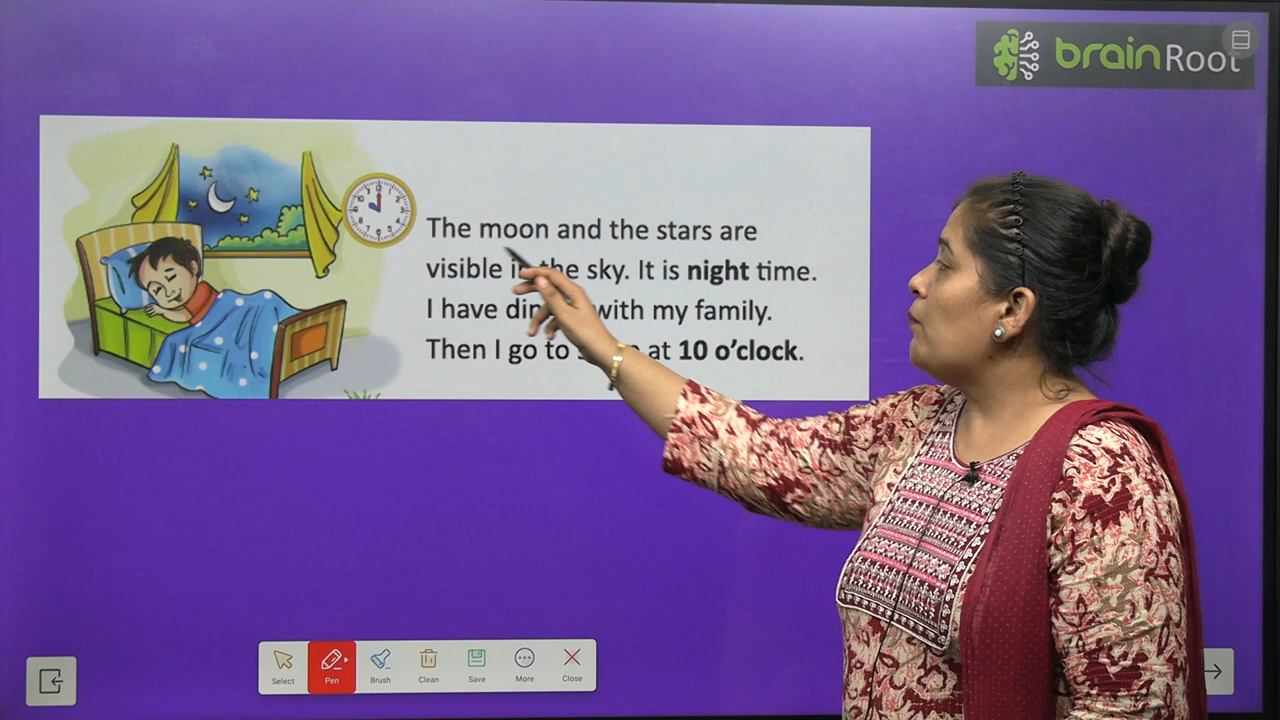 brainRoot
The moon and the stars are
visible in the sky. It is night time.
I have with my family.
Then I go to at 10 o'clock.
Select
Pen
Brush
Clean
Save
More
Close